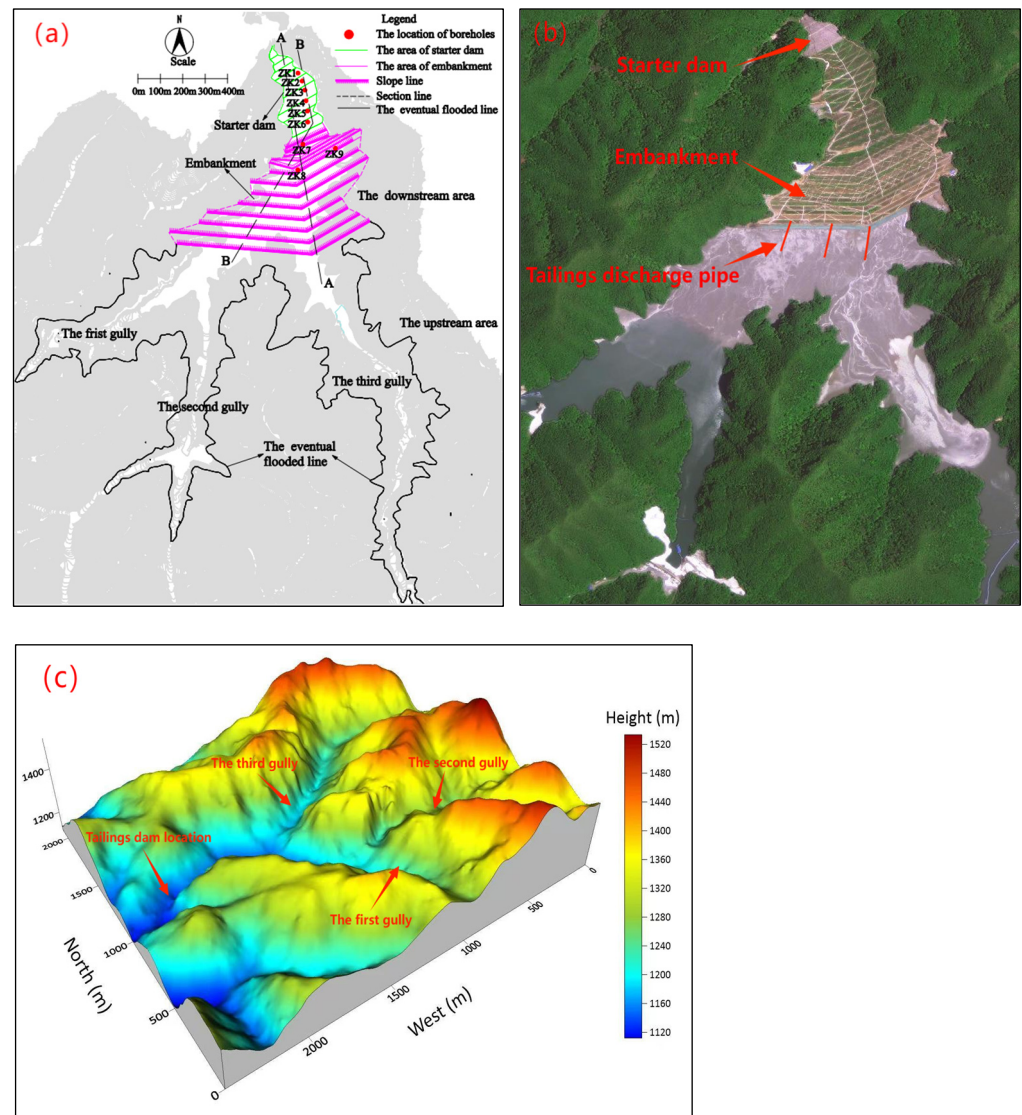 (a)
N
Scale
0m 100m 200m 300m 400m
A
B
Legend
The location of boreholes
The area of starter dam
The area of embankment
Slope line
Section line
The eventual flooded line
ZK1
ZK2
ZK3
ZK4
ZK5
ZK6
Starter dam
ZK7
ZK9
ZK8
Embankment
The downstream area
B
A
The upstream area
The frist gully
The third gully
The second gully
The eventual
flooded line
(b)
Starter dam
Embankment
Tailings discharge pipe
(c)
Height (m)
1520
1480
1440
1400
1360
1320
1280
1240
1200
1160
1120
The third gully
The second gully
Tailings dam location
The first gully
1400
1200
2000
1500
1000
500
0
North (m)
2000
1500
1000
500
0
West (m)